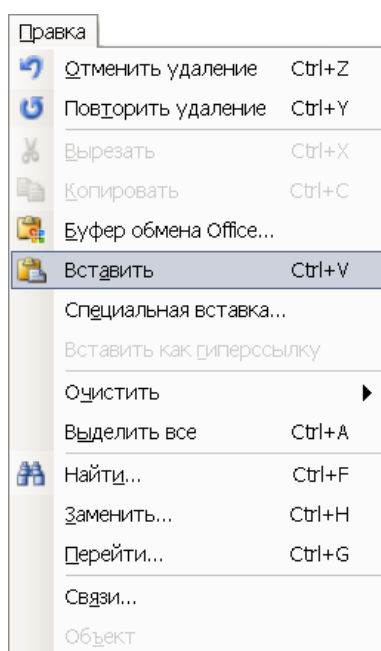 Правка
Отменить удаление Ctrl+Z
Повторить удаление Ctrl+Y
Вырезать Ctrl+X
Копировать Ctrl+C
Буфер обмена Office...
Вставить Ctrl+V
Специальная вставка...
Вставить как гиперссылку
Очистить
Выделить все Ctrl+A
Найти... Ctrl+F
Заменить... Ctrl+H
Перейти... Ctrl+G
Связи...
Объект